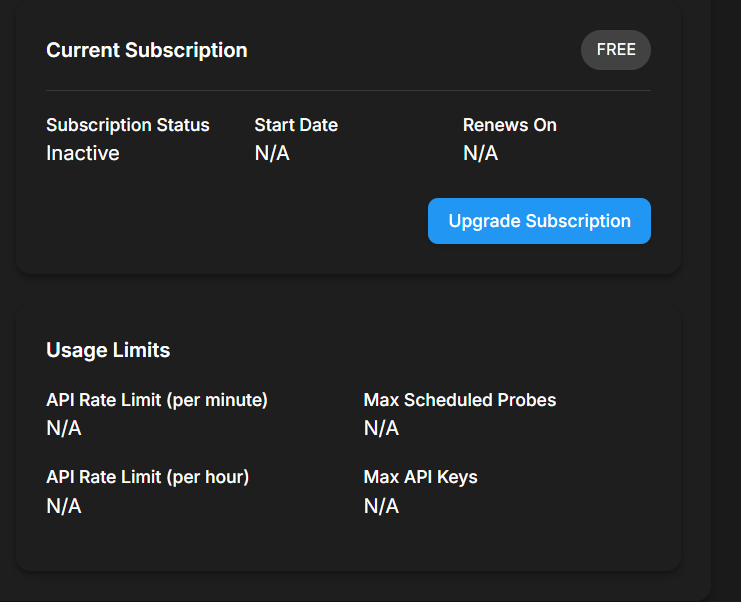 Current Subscription
FREE
Subscription Status
Start Date
Renews On
Inactive
N/A
N/A
Upgrade Subscription
Usage Limits
API Rate Limit (per minute)
Max Scheduled Probes
N/A
N/A
API Rate Limit (per hour)
Max API Keys
N/A
N/A